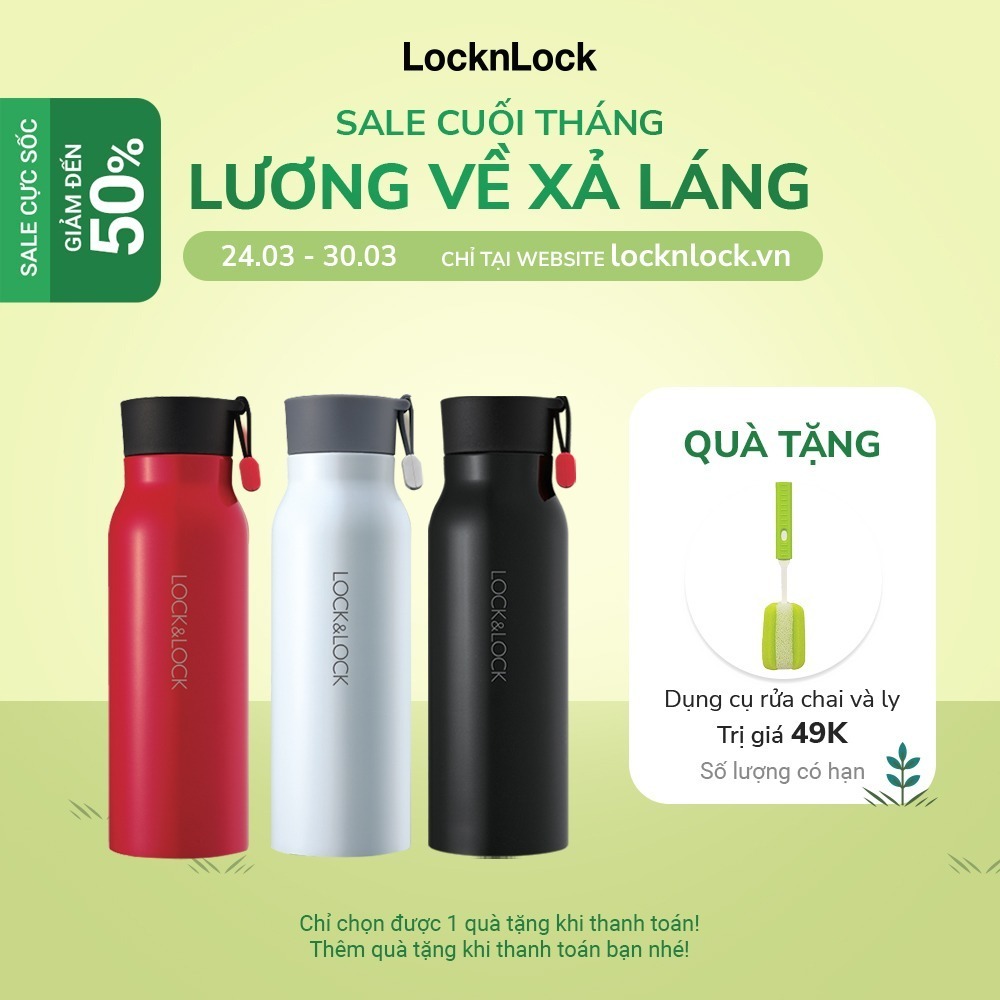 LocknLock
SALE CỰC SỐC
GIẢM ĐẾN
50%
SALE CUỐI THÁNG
LƯƠNG VỀ XẢ LÁNG
24.03 - 30.03 CHỈ TẠI WEBSITE locknlock.vn
LOCK&LOCK
LOCK&LOCK
LOCK&LOCK
QUÀ TẶNG
Dụng cụ rửa chai và ly
Trị giá 49K
Số lượng có hạn
Chỉ chọn được 1 quà tặng khi thanh toán!
Thêm quà tặng khi thanh toán bạn nhé!